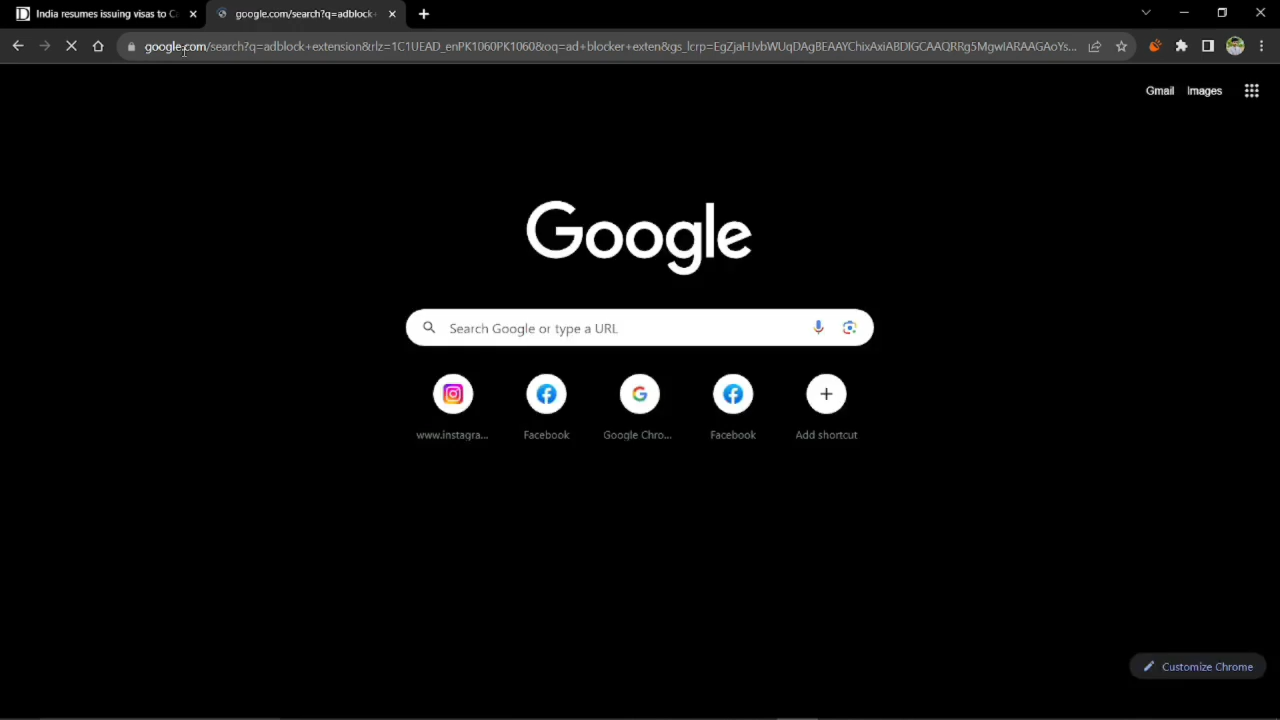 India resumes issuing visas to C
google.com/search?q=adblock+
google.com/search?q=adblock+extension&rlz=1C1UEAD_enPK1060PK1060&oq=ad+blocker+exten&gs_lcrp=EgZjaHJvbWUqDAgBEAAYChixAxiABDIGCAAQRRg5MgwIARAAGAoYs...
Gmail Images
Google
Search Google or type a URL
www.instagra... Facebook Google Chro... Facebook Add shortcut
Customize Chrome